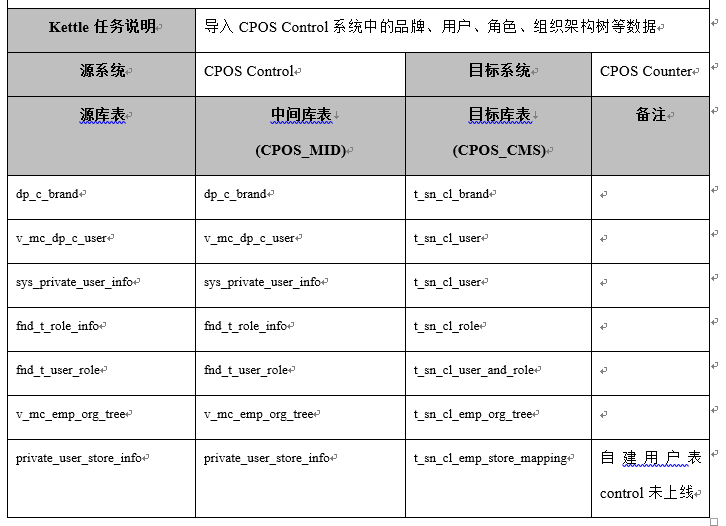 Kettle 任务说明 导入 CPOS Control 系统中的品牌、用户、角色、组织架构树等数据
源系统 CPOS Control 目标系统 CPOS Counter
源库表 中间库表 目标库表 备注
(CPOS_MID) (CPOS_CMS)
dp_c_brand dp_c_brand t_sn_cl_brand
v_mc_dp_c_user v_mc_dp_c_user t_sn_cl_user
sys_private_user_info sys_private_user_info t_sn_cl_user
fnd_t_role_info fnd_t_role_info t_sn_cl_role
fnd_t_user_role fnd_t_user_role t_sn_cl_user_and_role
v_mc_emp_org_tree v_mc_emp_org_tree t_sn_cl_emp_org_tree
private_user_store_info private_user_store_info t_sn_cl_emp_store_mapping 自建用户表
control 未上线